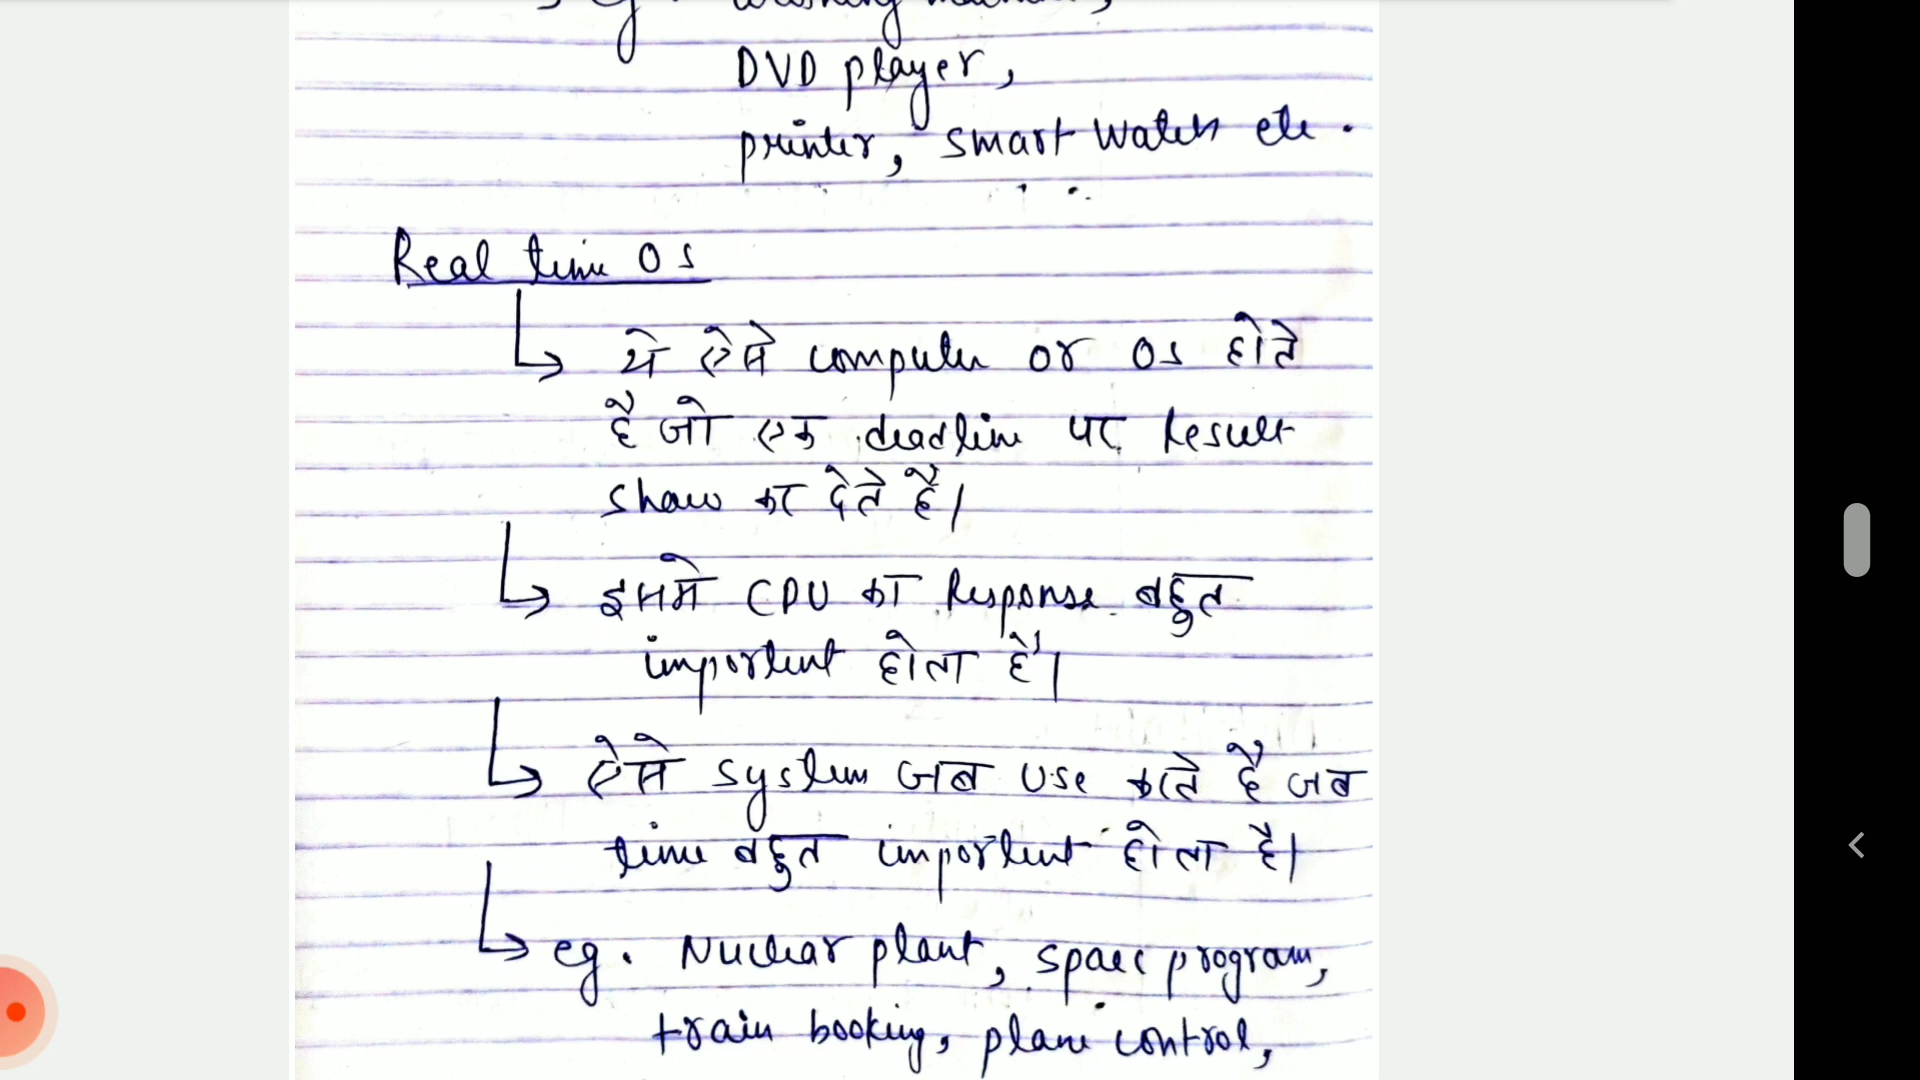 DVD player,
printer, smart watch etc.
Real time OS
ये ऐसे computer or OS होते
है जो एक deadline पर Result
show कर देते है।
इसमे CPU का Response बहुत
important होता है।
ऐसे system जब use करते है जब
time बहुत important होता है।
eg. Nuclear plant, space program,
train booking, plane control,